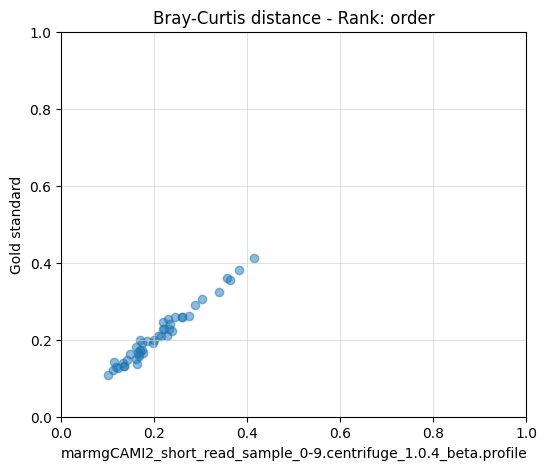 Bray-Curtis distance - Rank: order
1.0
0.8
0.6
0.4
0.2
0.0
Gold standard
0.0 0.2 0.4 0.6 0.8 1.0
marmgCAMI2_short_read_sample_0-9.centrifuge_1.0.4_beta.profile